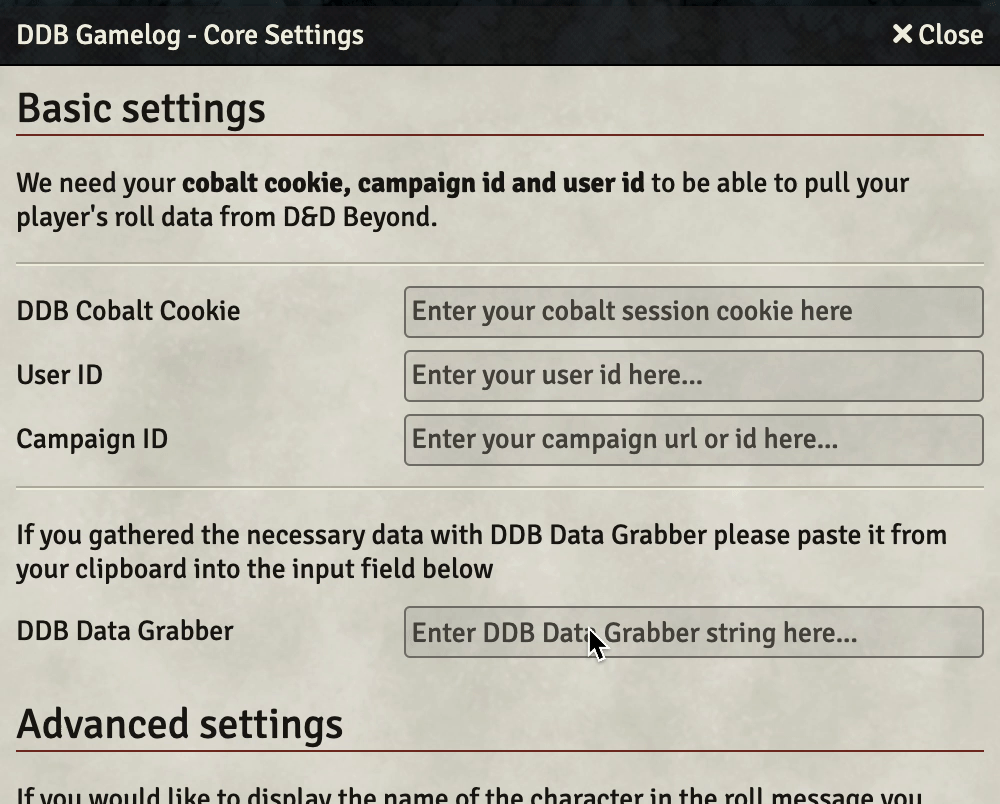 DDB Gamelog - Core Settings
Close
Basic settings
We need your cobalt cookie, campaign id and user id to be able to pull your
player's roll data from D&D Beyond.
DDB Cobalt Cookie
Enter your cobalt session cookie here
User ID
Enter your user id here...
Campaign ID
Enter your campaign url or id here...
If you gathered the necessary data with DDB Data Grabber please paste it from
your clipboard into the input field below
DDB Data Grabber
Enter DDB Data Grabber string here...
Advanced settings
If you would like to display the name of the character in the roll message you